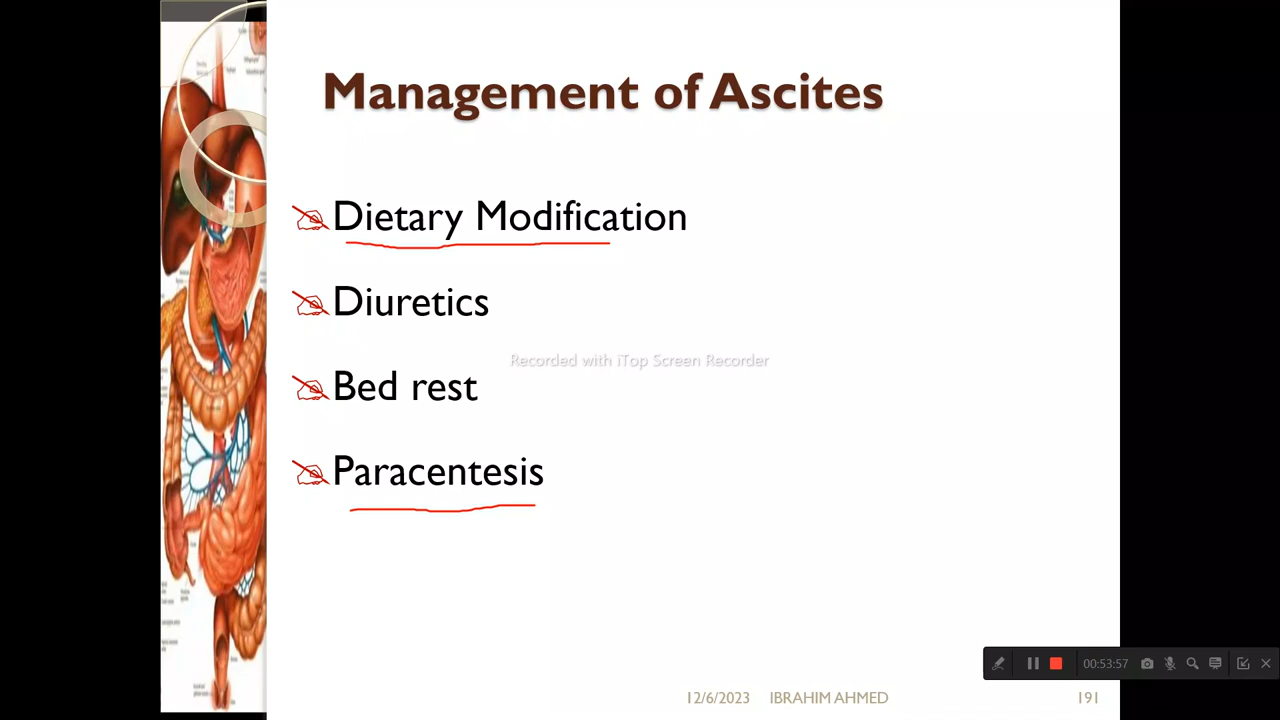 Management of Ascites
Dietary Modification
Diuretics
Recorded with iTop Screen Recorder
Bed rest
Paracentesis
00:53:57
12/6/2023 IBRAHIM AHMED 191